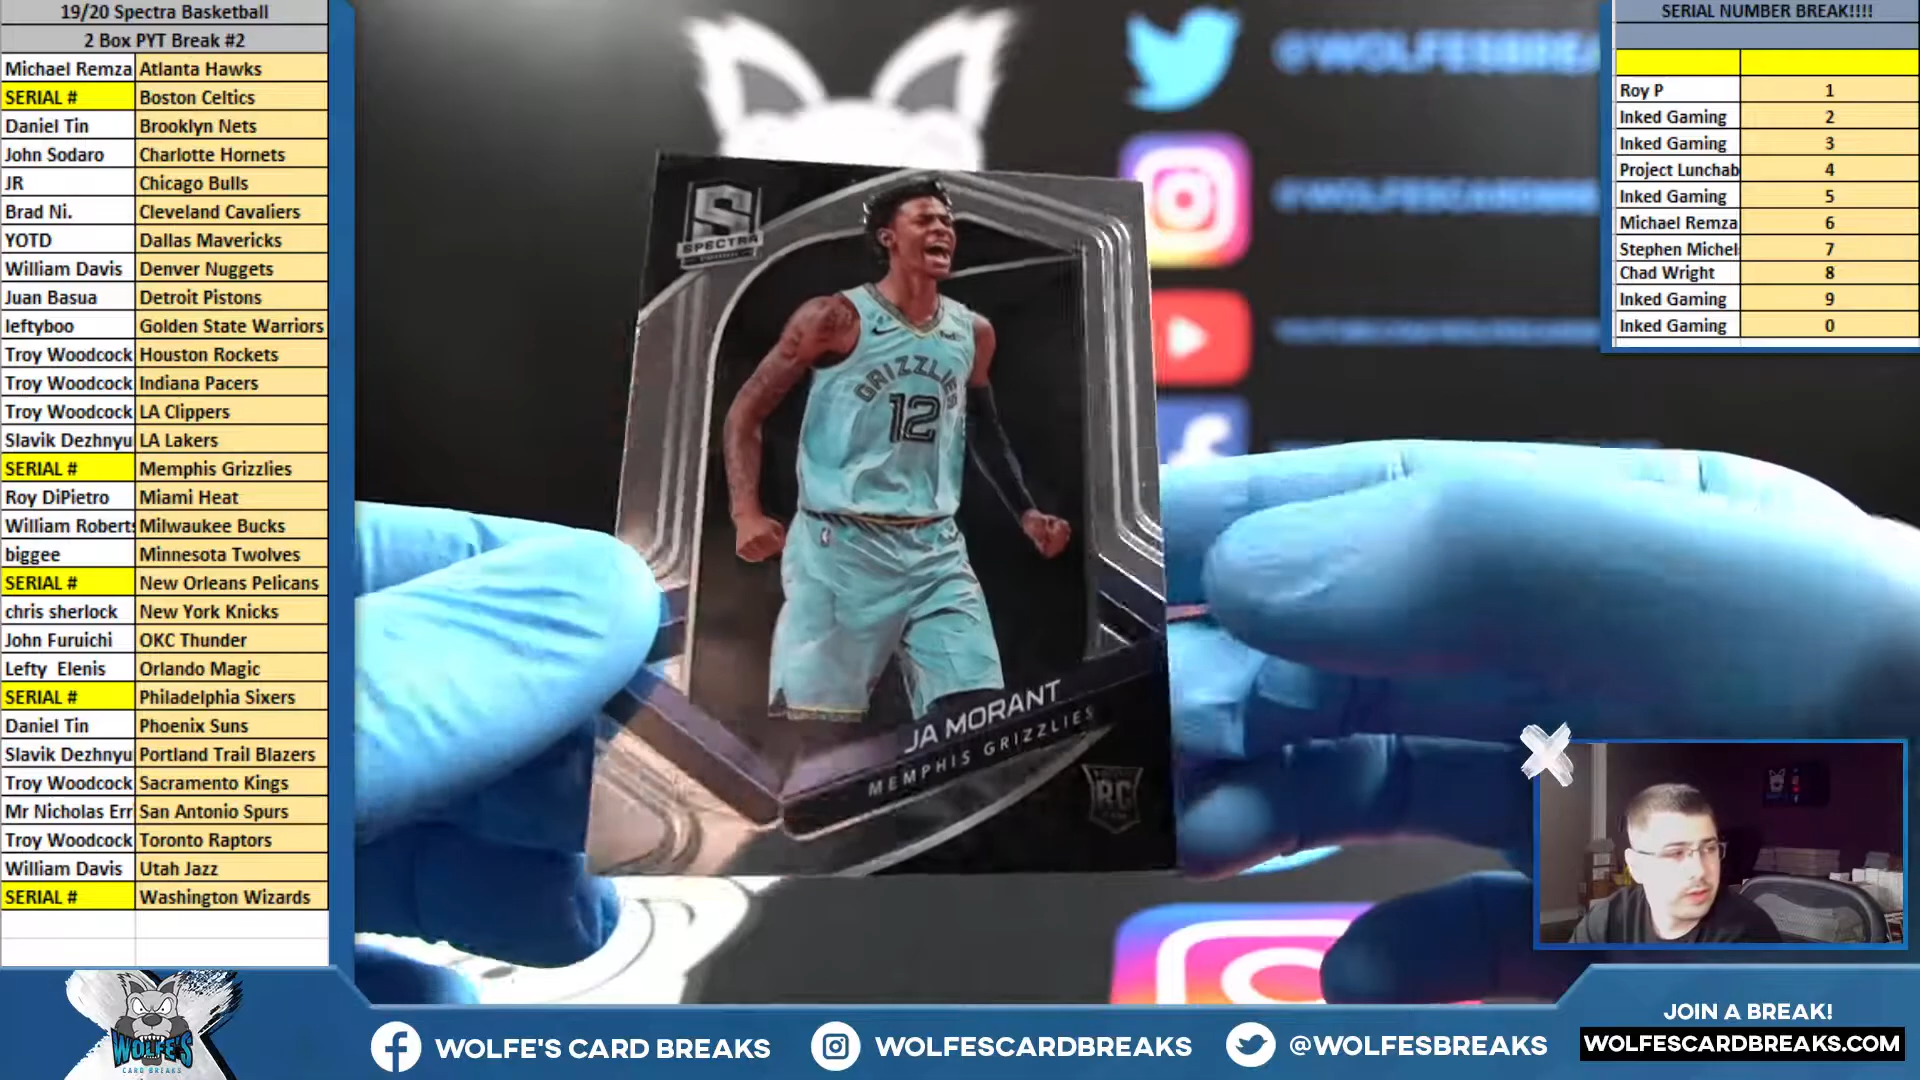 19/20 Spectra Basketball
2 Box PYT Break #2
Michael Remza Atlanta Hawks
SERIAL # Boston Celtics
Daniel Tin Brooklyn Nets
John Sodaro Charlotte Hornets
JR Chicago Bulls
Brad Ni. Cleveland Cavaliers
YOTD Dallas Mavericks
William Davis Denver Nuggets
Juan Basua Detroit Pistons
leftyboo Golden State Warriors
Troy Woodcock Houston Rockets
Troy Woodcock Indiana Pacers
Troy Woodcock LA Clippers
Slavik Dezhnyu LA Lakers
SERIAL # Memphis Grizzlies
Roy DiPietro Miami Heat
William Roberts Milwaukee Bucks
biggee Minnesota Twolves
SERIAL # New Orleans Pelicans
chris sherlock New York Knicks
John Furuichi OKC Thunder
Lefty Elenis Orlando Magic
SERIAL # Philadelphia Sixers
Daniel Tin Phoenix Suns
Slavik Dezhnyu Portland Trail Blazers
Troy Woodcock Sacramento Kings
Mr Nicholas Err San Antonio Spurs
Troy Woodcock Toronto Raptors
William Davis Utah Jazz
SERIAL # Washington Wizards
@WOLFESBREA
@WOLFESCARDBRE
S
SPECTRA
GRIZZLIES
12
JA MORANT
MEMPHIS GRIZZLIES
RC
SERIAL NUMBER BREAK!!!!
Roy P 1
Inked Gaming 2
Inked Gaming 3
Project Lunchab 4
Inked Gaming 5
Michael Remza 6
Stephen Michel 7
Chad Wright 8
Inked Gaming 9
Inked Gaming 0
WOLFE'S
CARD BREAKS
WOLFE'S CARD BREAKS
WOLFESCARDBREAKS
@WOLFESBREAKS
JOIN A BREAK!
WOLFESCARDBREAKS.COM